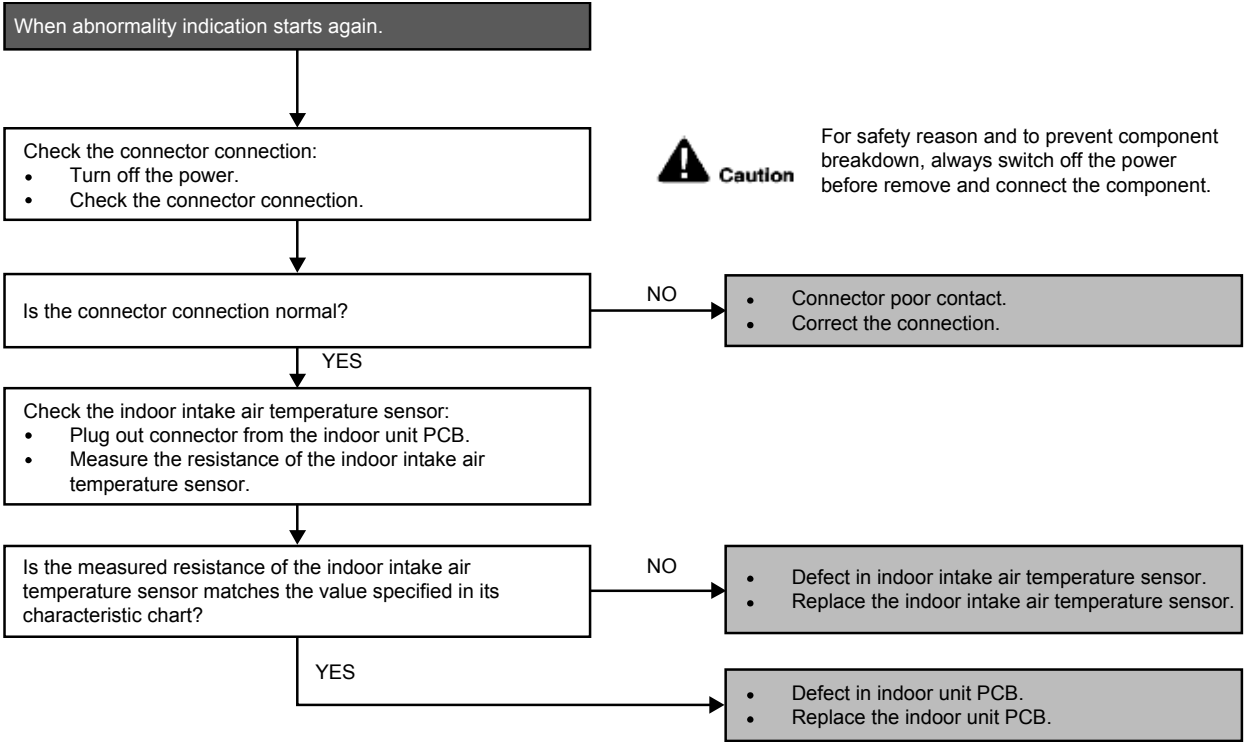 When abnormality indication starts again.
Check the connector connection:
• Turn off the power.
• Check the connector connection.
Caution
For safety reason and to prevent component
breakdown, always switch off the power
before remove and connect the component.
Is the connector connection normal?
NO
• Connector poor contact.
• Correct the connection.
YES
Check the indoor intake air temperature sensor:
• Plug out connector from the indoor unit PCB.
• Measure the resistance of the indoor intake air
temperature sensor.
Is the measured resistance of the indoor intake air
temperature sensor matches the value specified in its
characteristic chart?
NO
• Defect in indoor intake air temperature sensor.
• Replace the indoor intake air temperature sensor.
YES
• Defect in indoor unit PCB.
• Replace the indoor unit PCB.